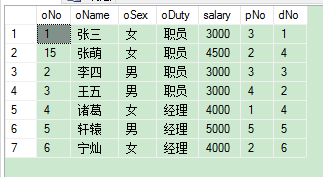 oNo oName oSex oDuty salary pNo dNo
1 1 张三 女 职员 3000 3 1
2 15 张萌 女 职员 4500 2 4
3 2 李四 男 职员 3000 3 3
4 3 王五 男 职员 3000 4 2
5 4 诸葛 女 经理 4000 1 4
6 5 轩辕 男 经理 5000 5 5
7 6 宁灿 女 经理 4000 2 6